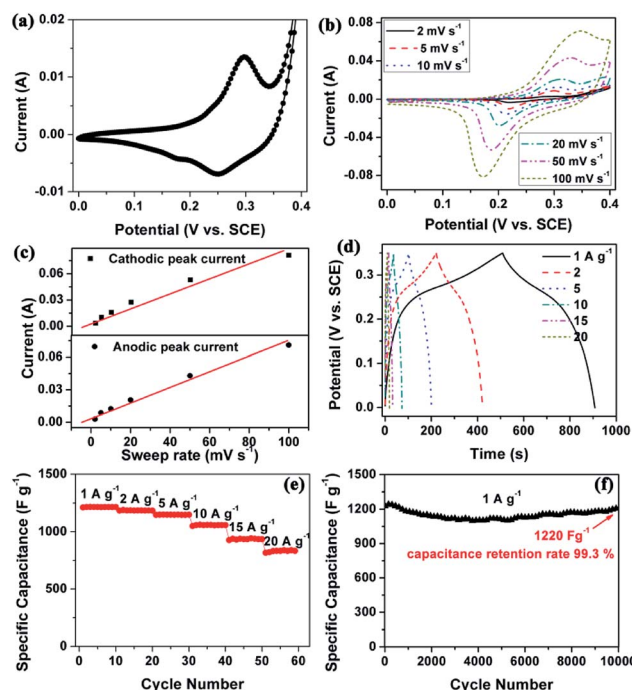 (a)
0.02
0.01
0.00
-0.01
Current (A)
0.0 0.1 0.2 0.3 0.4
Potential (V vs. SCE)
(b)
0.08
0.04
0.00
-0.04
-0.08
Current (A)
2 mV s⁻¹
5 mV s⁻¹
10 mV s⁻¹
20 mV s⁻¹
50 mV s⁻¹
100 mV s⁻¹
0.0 0.1 0.2 0.3 0.4
Potential (V vs. SCE)
(c)
Cathodic peak current
0.06
0.03
0.00
Current (A)
Anodic peak current
0.06
0.03
0.00
0 20 40 60 80 100
Sweep rate (mV s⁻¹)
(d)
0.3
0.2
0.1
0.0
Potential (V vs. SCE)
1 A g⁻¹
2
5
10
15
20
0 200 400 600 800 1000
Time (s)
(e)
1500
1000
500
0
Specific Capacitance (F g⁻¹)
1 A g⁻¹
2 A g⁻¹
5 A g⁻¹
10 A g⁻¹
15 A g⁻¹
20 A g⁻¹
0 10 20 30 40 50 60
Cycle Number
(f)
1500
1200
900
600
300
0
Specific Capacitance (F g⁻¹)
1 A g⁻¹
1220 Fg⁻¹
capacitance retention rate 99.3 %
0 2000 4000 6000 8000 10000
Cycle Number